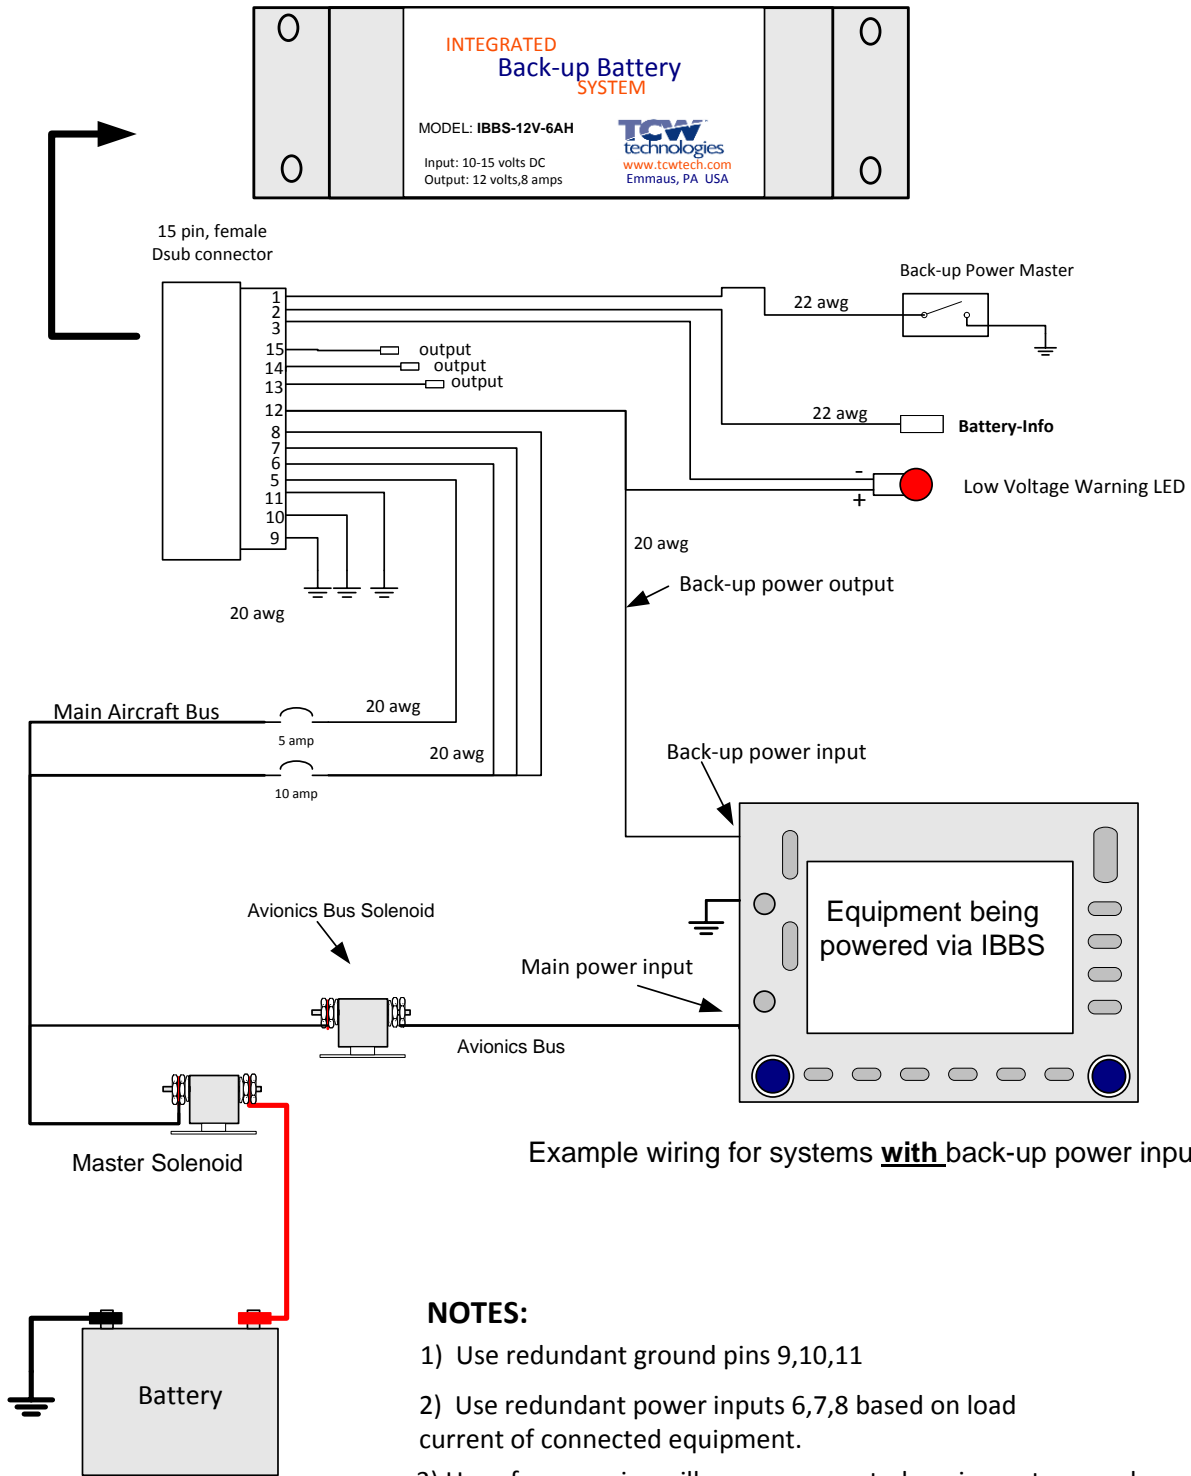 INTEGRATED
Back-up Battery
SYSTEM
MODEL: IBBS-12V-6AH
TCW
technologies
Input: 10-15 volts DC
www.tcwtech.com
Output: 12 volts,8 amps
Emmaus, PA USA
15 pin, female
Dsub connector
Back-up Power Master
22 awg
1
2
3
15
output
14
output
13
output
12
22 awg
Battery-Info
8
7
6
5
-
+
Low Voltage Warning LED
11
10
9
20 awg
Back-up power output
20 awg
Main Aircraft Bus
20 awg
5 amp
20 awg
10 amp
Back-up power input
Avionics Bus Solenoid
Equipment being
powered via IBBS
Main power input
Avionics Bus
Master Solenoid
Example wiring for systems with back-up power inpu
Battery
NOTES:
1) Use redundant ground pins 9,10,11
2) Use redundant power inputs 6,7,8 based on load
current of connected equipment.